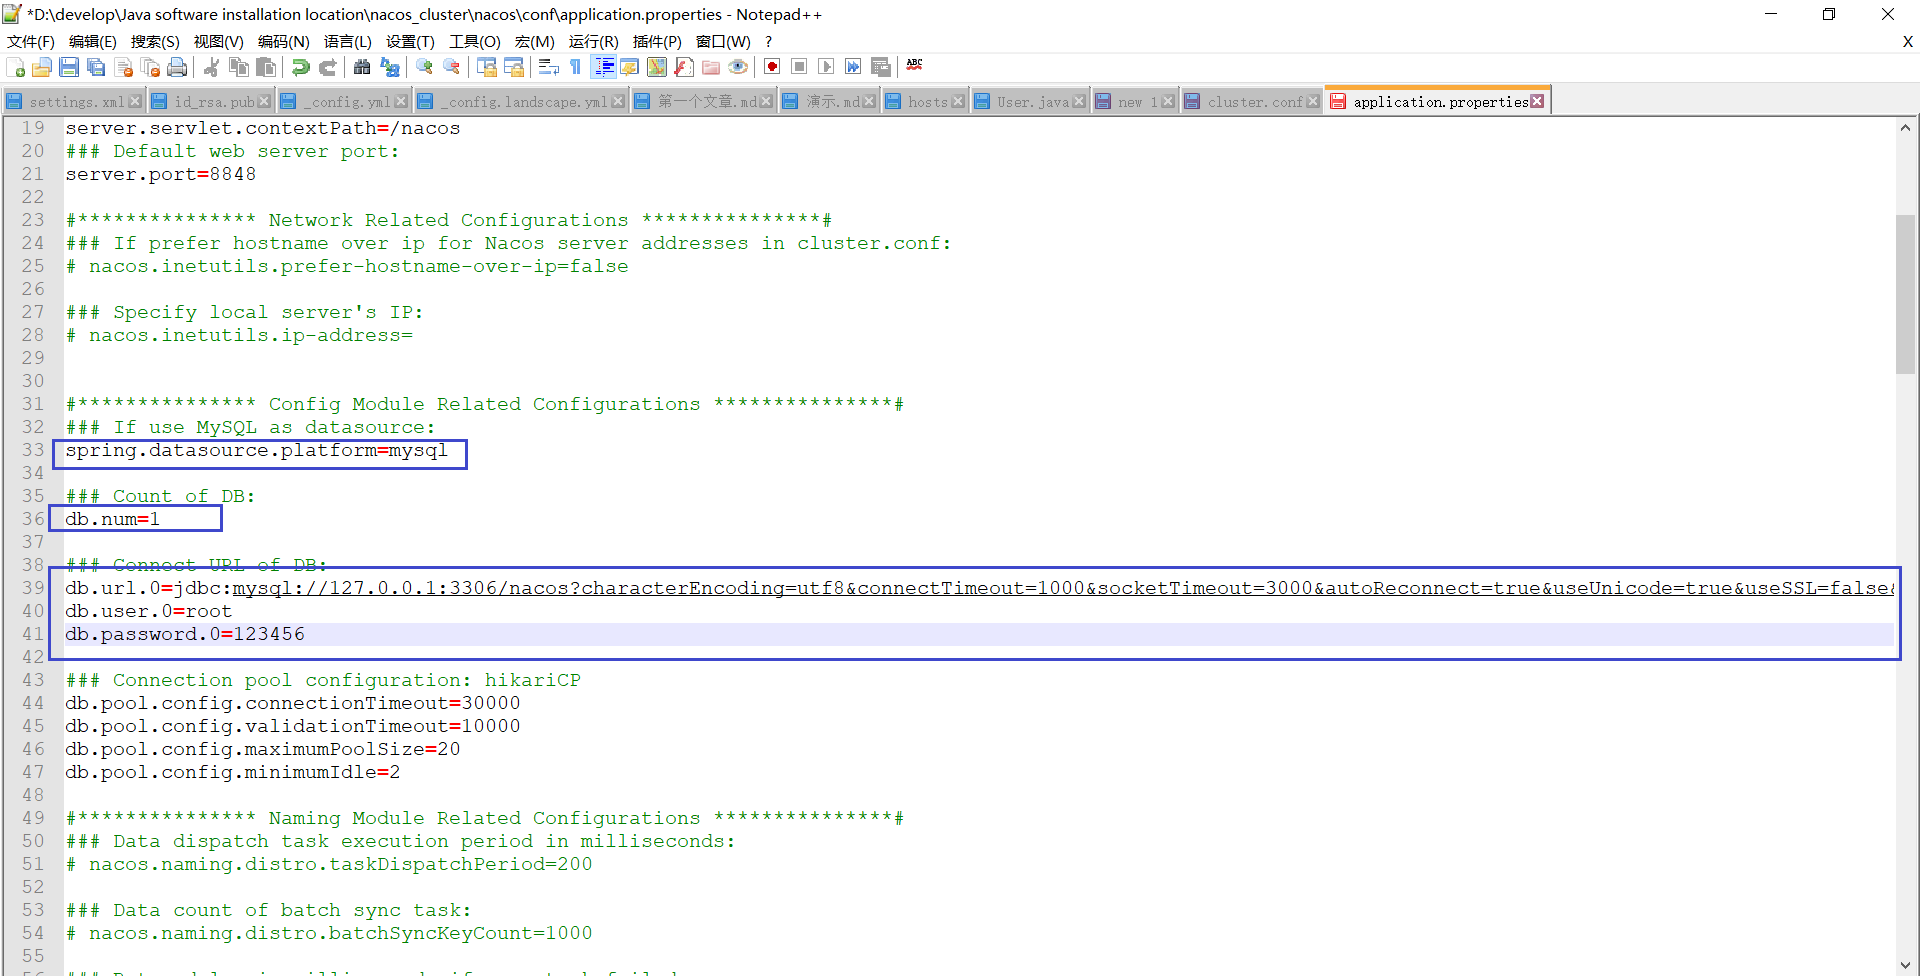 *D:\develop\Java software installation location\nacos_cluster\nacos\conf\application.properties - Notepad++
文件(F) 编辑(E) 搜索(S) 视图(V) 编码(N) 语言(L) 设置(T) 工具(O) 宏(M) 运行(R) 插件(P) 窗口(W) ? X
ABC
settings.xml id_rsa.pub _config.yml _config.landscape.yml 第一个文章.md 演示.md hosts User.java new 1 cluster.conf application.properties
19 server.servlet.contextPath=/nacos
20 ### Default web server port:
21 server.port=8848
22
23 #*************** Network Related Configurations ***************#
24 ### If prefer hostname over ip for Nacos server addresses in cluster.conf:
25 # nacos.inetutils.prefer-hostname-over-ip=false
26
27 ### Specify local server's IP:
28 # nacos.inetutils.ip-address=
29
30
31 #*************** Config Module Related Configurations ***************#
32 ### If use MySQL as datasource:
33 spring.datasource.platform=mysql
34
35 ### Count of DB:
36 db.num=1
37
38 ### Connect URL of DB:
39 db.url.0=jdbc:mysql://127.0.0.1:3306/nacos?characterEncoding=utf8&connectTimeout=1000&socketTimeout=3000&autoReconnect=true&useUnicode=true&useSSL=false&
40 db.user.0=root
41 db.password.0=123456
42
43 ### Connection pool configuration: hikariCP
44 db.pool.config.connectionTimeout=30000
45 db.pool.config.validationTimeout=10000
46 db.pool.config.maximumPoolSize=20
47 db.pool.config.minimumIdle=2
48
49 #*************** Naming Module Related Configurations ***************#
50 ### Data dispatch task execution period in milliseconds:
51 # nacos.naming.distro.taskDispatchPeriod=200
52
53 ### Data count of batch sync task:
54 # nacos.naming.distro.batchSyncKeyCount=1000
55